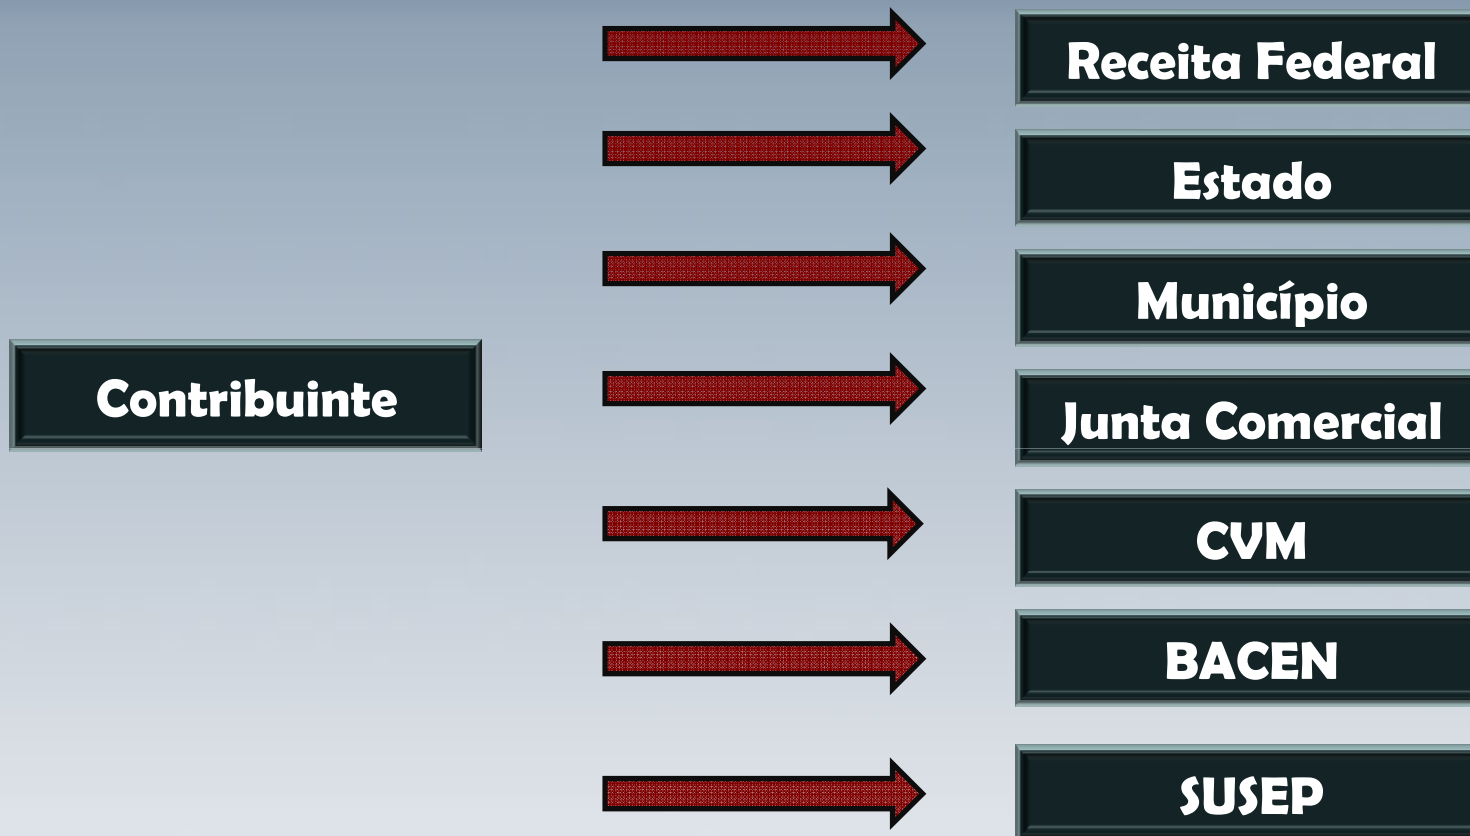 Receita Federal
Estado
Município
Contribuinte
Junta Comercial
CVM
BACEN
SUSEP